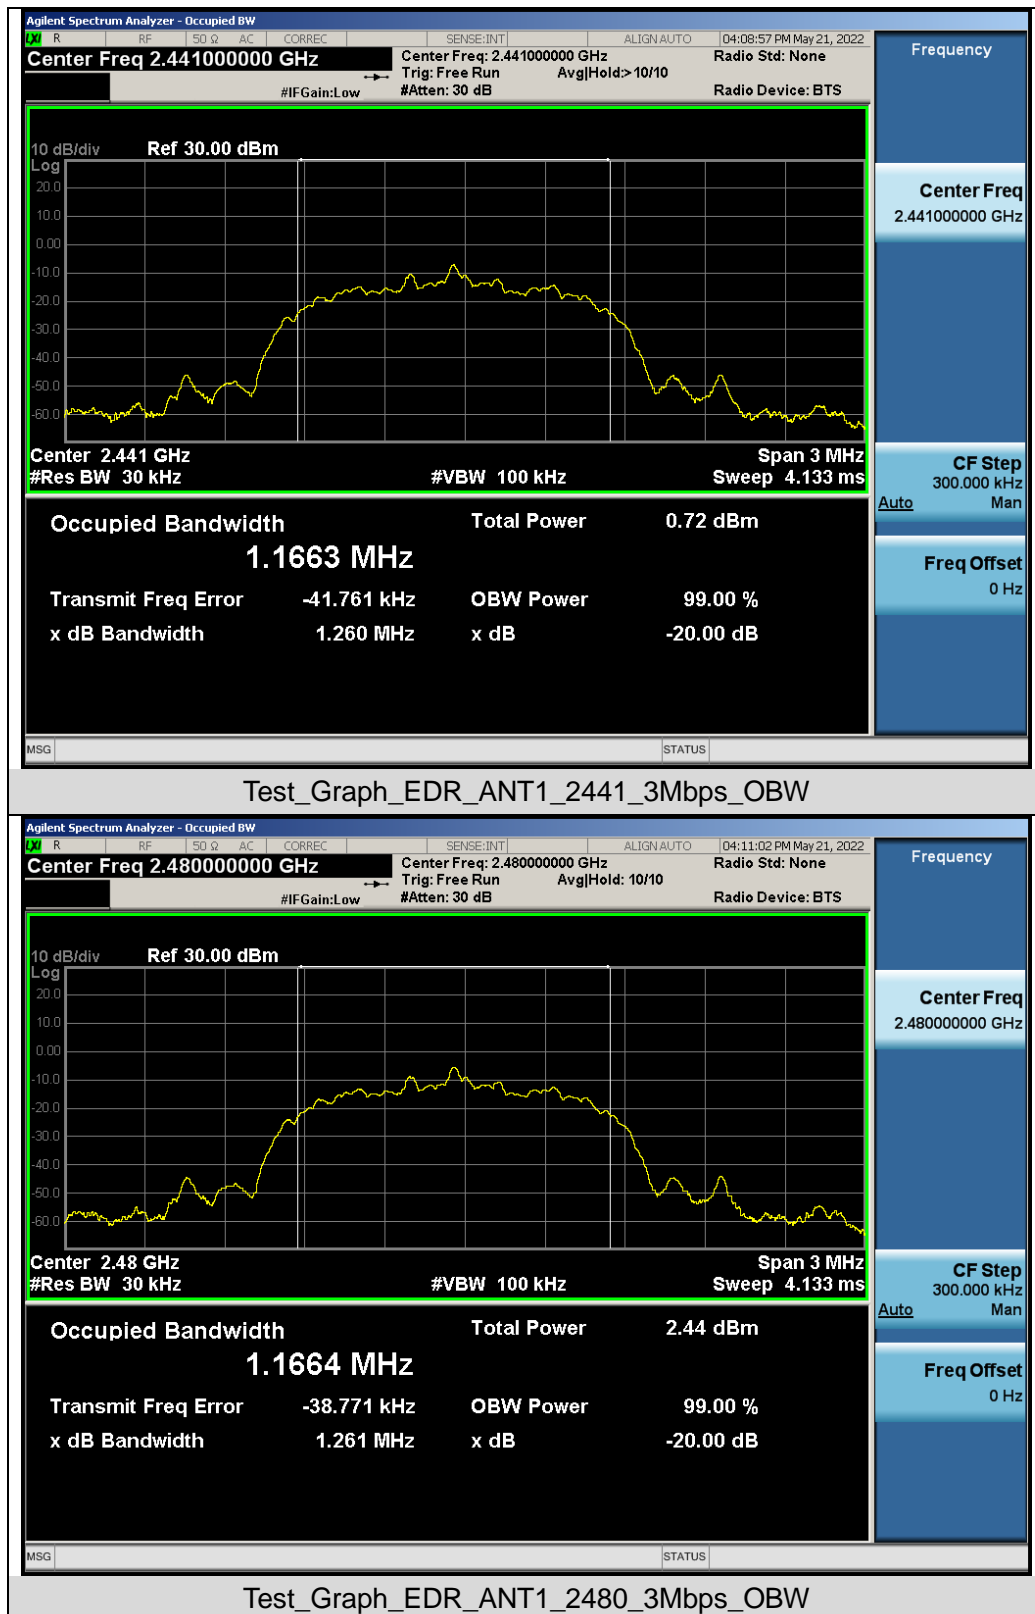 Agilent Spectrum Analyzer - Occupied BW
LXI R RF 50 Ω AC CORREC SENSE:INT ALIGN AUTO 04:08:57 PM May 21, 2022
Center Freq 2.441000000 GHz
Center Freq: 2.441000000 GHz
Radio Std: None
Trig: Free Run Avg|Hold:>10/10
#IFGain:Low
#Atten: 30 dB
Radio Device: BTS
Frequency
10 dB/div Ref 30.00 dBm
Log
20.0
10.0
0.00
-10.0
-20.0
-30.0
-40.0
-50.0
-60.0
Center 2.441 GHz Span 3 MHz
#Res BW 30 kHz #VBW 100 kHz Sweep 4.133 ms
Center Freq
2.441000000 GHz
CF Step
300.000 kHz
Auto Man
Freq Offset
0 Hz
Occupied Bandwidth Total Power 0.72 dBm
1.1663 MHz
Transmit Freq Error -41.761 kHz OBW Power 99.00 %
x dB Bandwidth 1.260 MHz x dB -20.00 dB
MSG STATUS
Test_Graph_EDR_ANT1_2441_3Mbps_OBW
Agilent Spectrum Analyzer - Occupied BW
LXI R RF 50 Ω AC CORREC SENSE:INT ALIGN AUTO 04:11:02 PM May 21, 2022
Center Freq 2.480000000 GHz
Center Freq: 2.480000000 GHz
Radio Std: None
Trig: Free Run Avg|Hold: 10/10
#IFGain:Low
#Atten: 30 dB
Radio Device: BTS
Frequency
10 dB/div Ref 30.00 dBm
Log
20.0
10.0
0.00
-10.0
-20.0
-30.0
-40.0
-50.0
-60.0
Center 2.48 GHz Span 3 MHz
#Res BW 30 kHz #VBW 100 kHz Sweep 4.133 ms
Center Freq
2.480000000 GHz
CF Step
300.000 kHz
Auto Man
Freq Offset
0 Hz
Occupied Bandwidth Total Power 2.44 dBm
1.1664 MHz
Transmit Freq Error -38.771 kHz OBW Power 99.00 %
x dB Bandwidth 1.261 MHz x dB -20.00 dB
MSG STATUS
Test_Graph_EDR_ANT1_2480_3Mbps_OBW